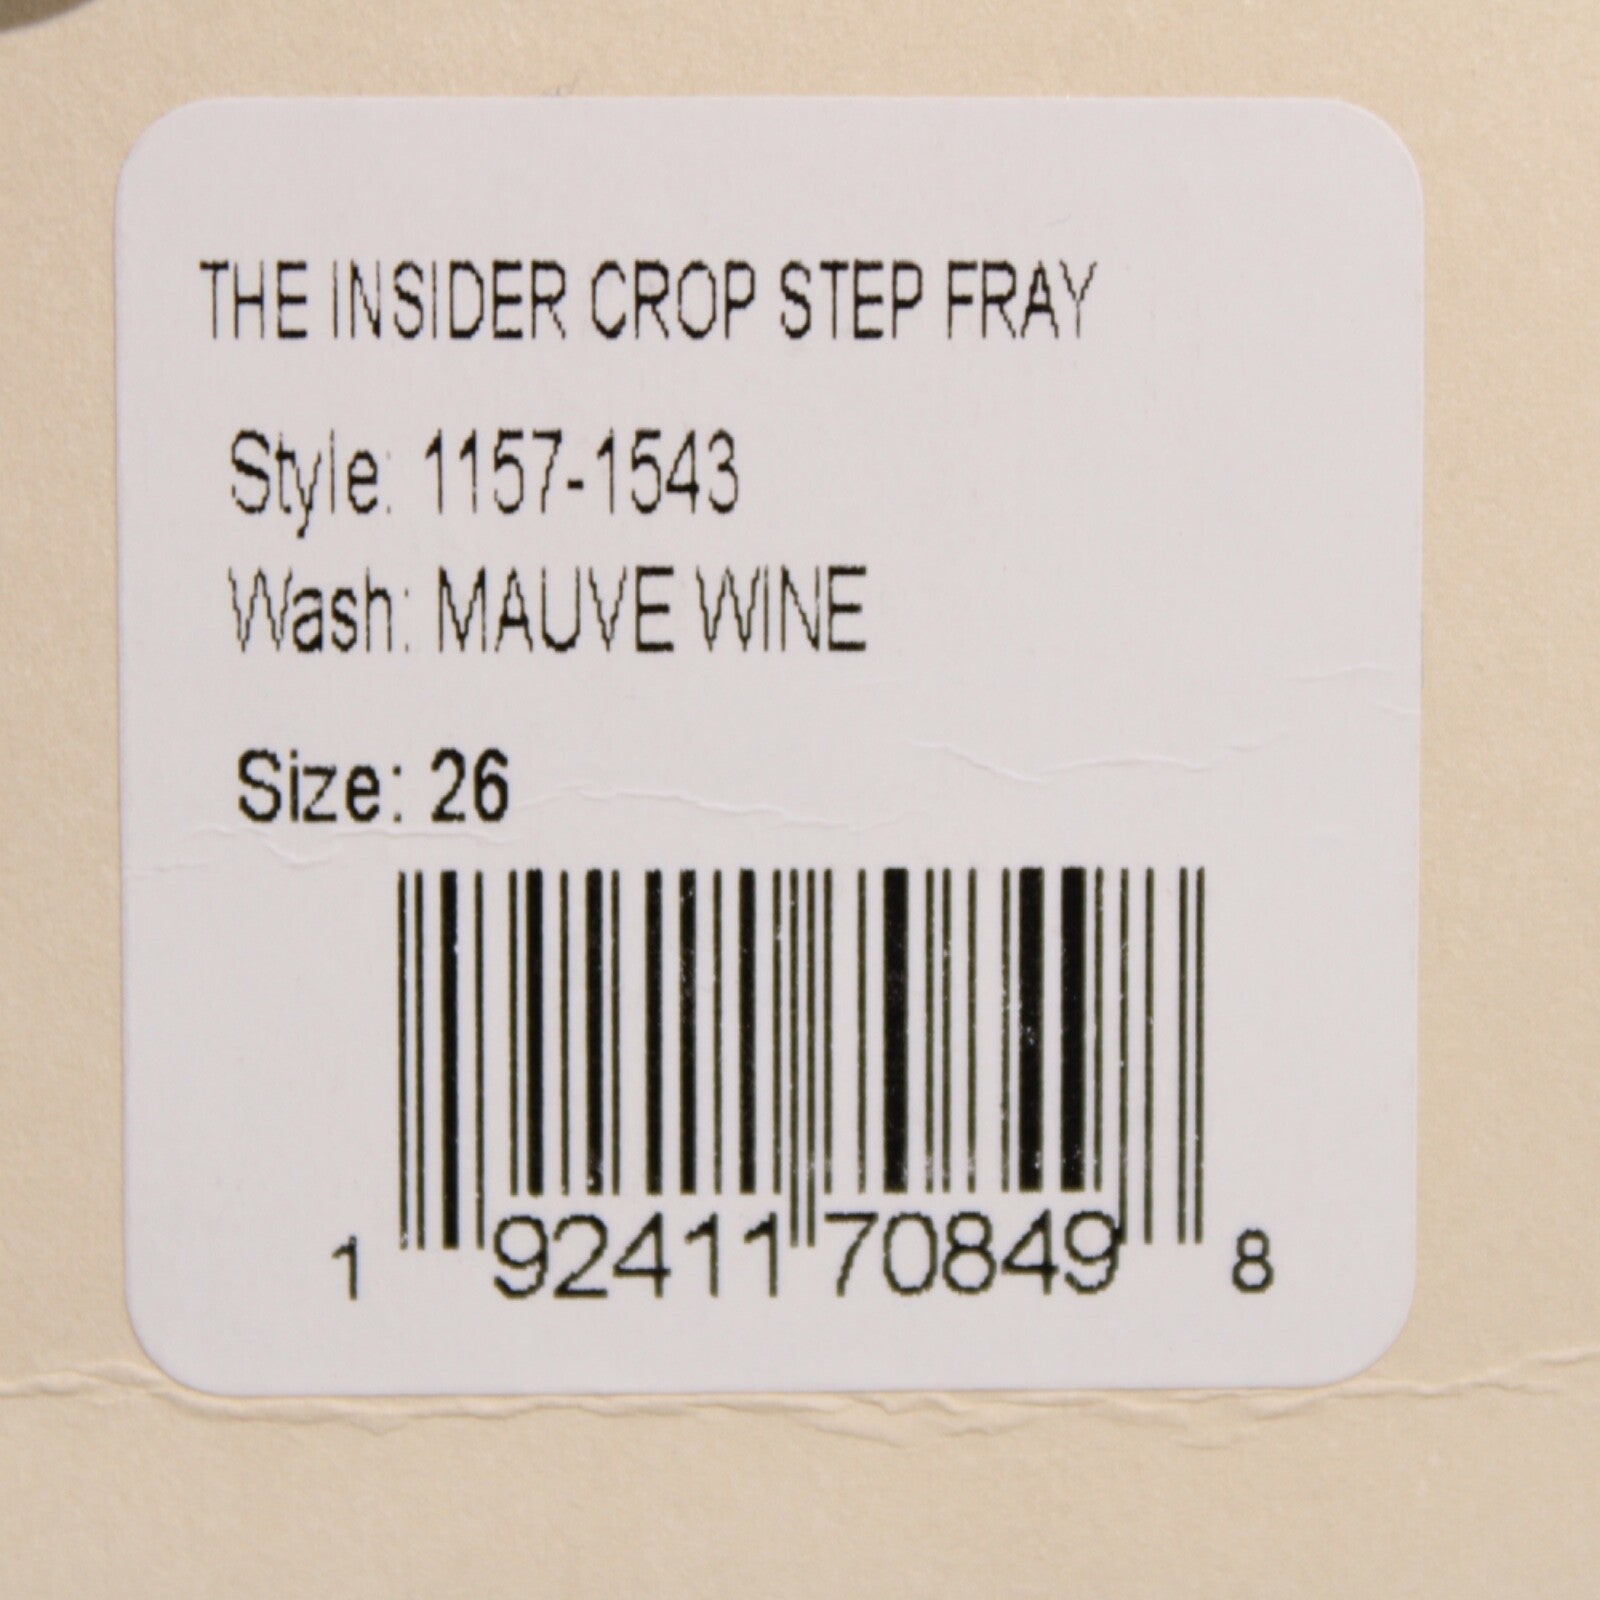 THE INSIDER CROP STEP FRAY
Style: 1157-1543
Wash: MAUVE WINE
Size: 26
1 92411 70849 8